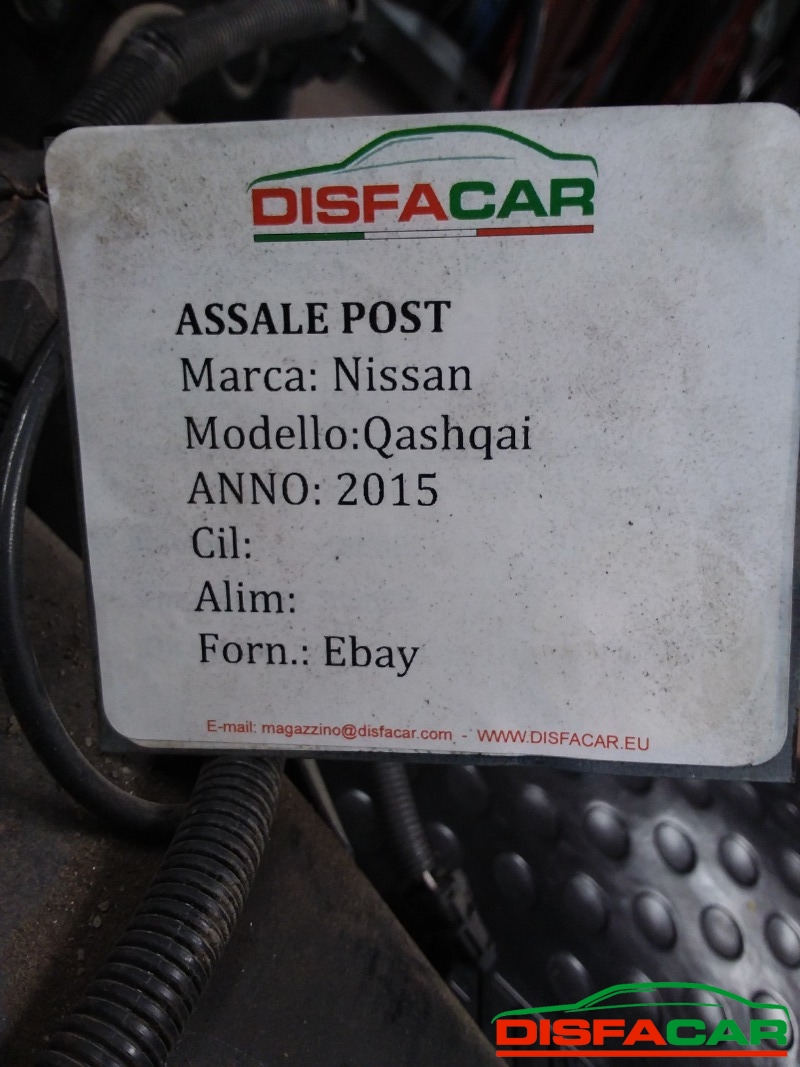 DISFACAR
ASSALE POST
Marca: Nissan
Modello:Qashqai
ANNO: 2015
Cil:
Alim:
Forn.: Ebay
E-mail: magazzino@disfacar.com - WWW.DISFACAR.EU
DISFACAR